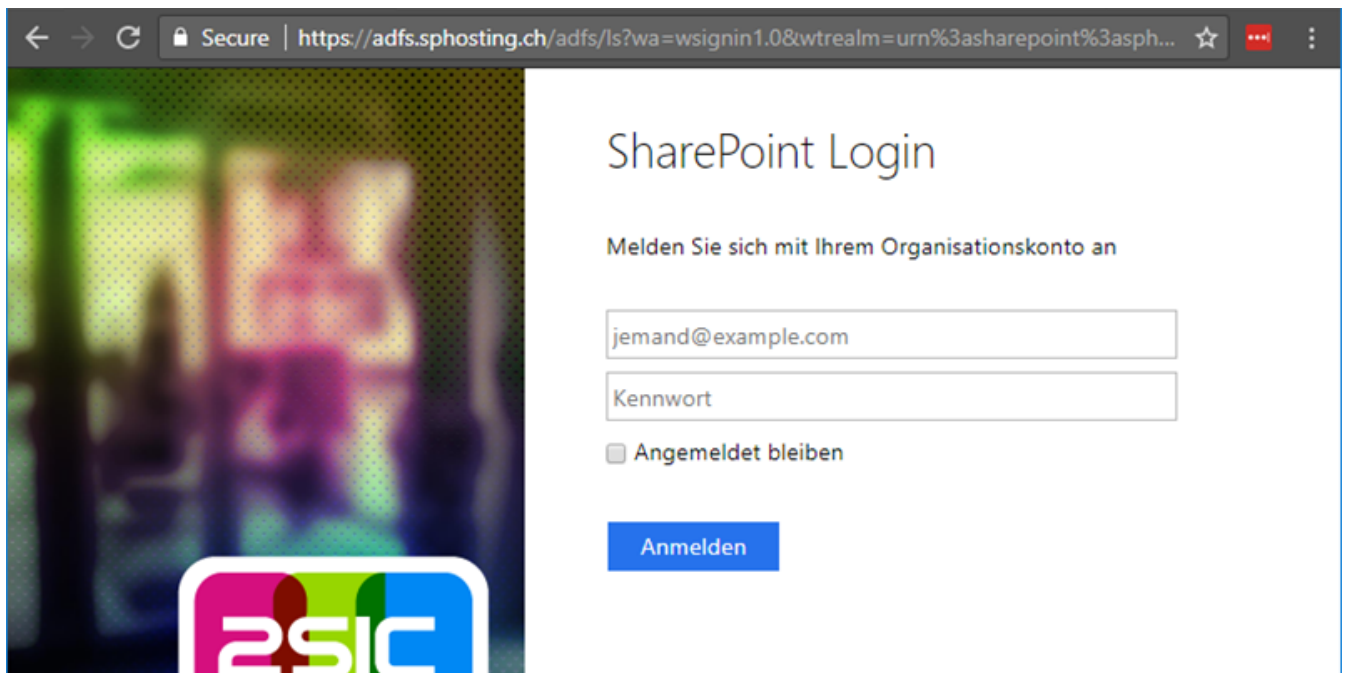 Secure | https://adfs.sphosting.ch/adfs/ls?wa=wsignin1.0&wtrealm=urn%3asharepoint%3asph...
SharePoint Login
Melden Sie sich mit Ihrem Organisationskonto an
jemand@example.com
Kennwort
Angemeldet bleiben
Anmelden
2sic